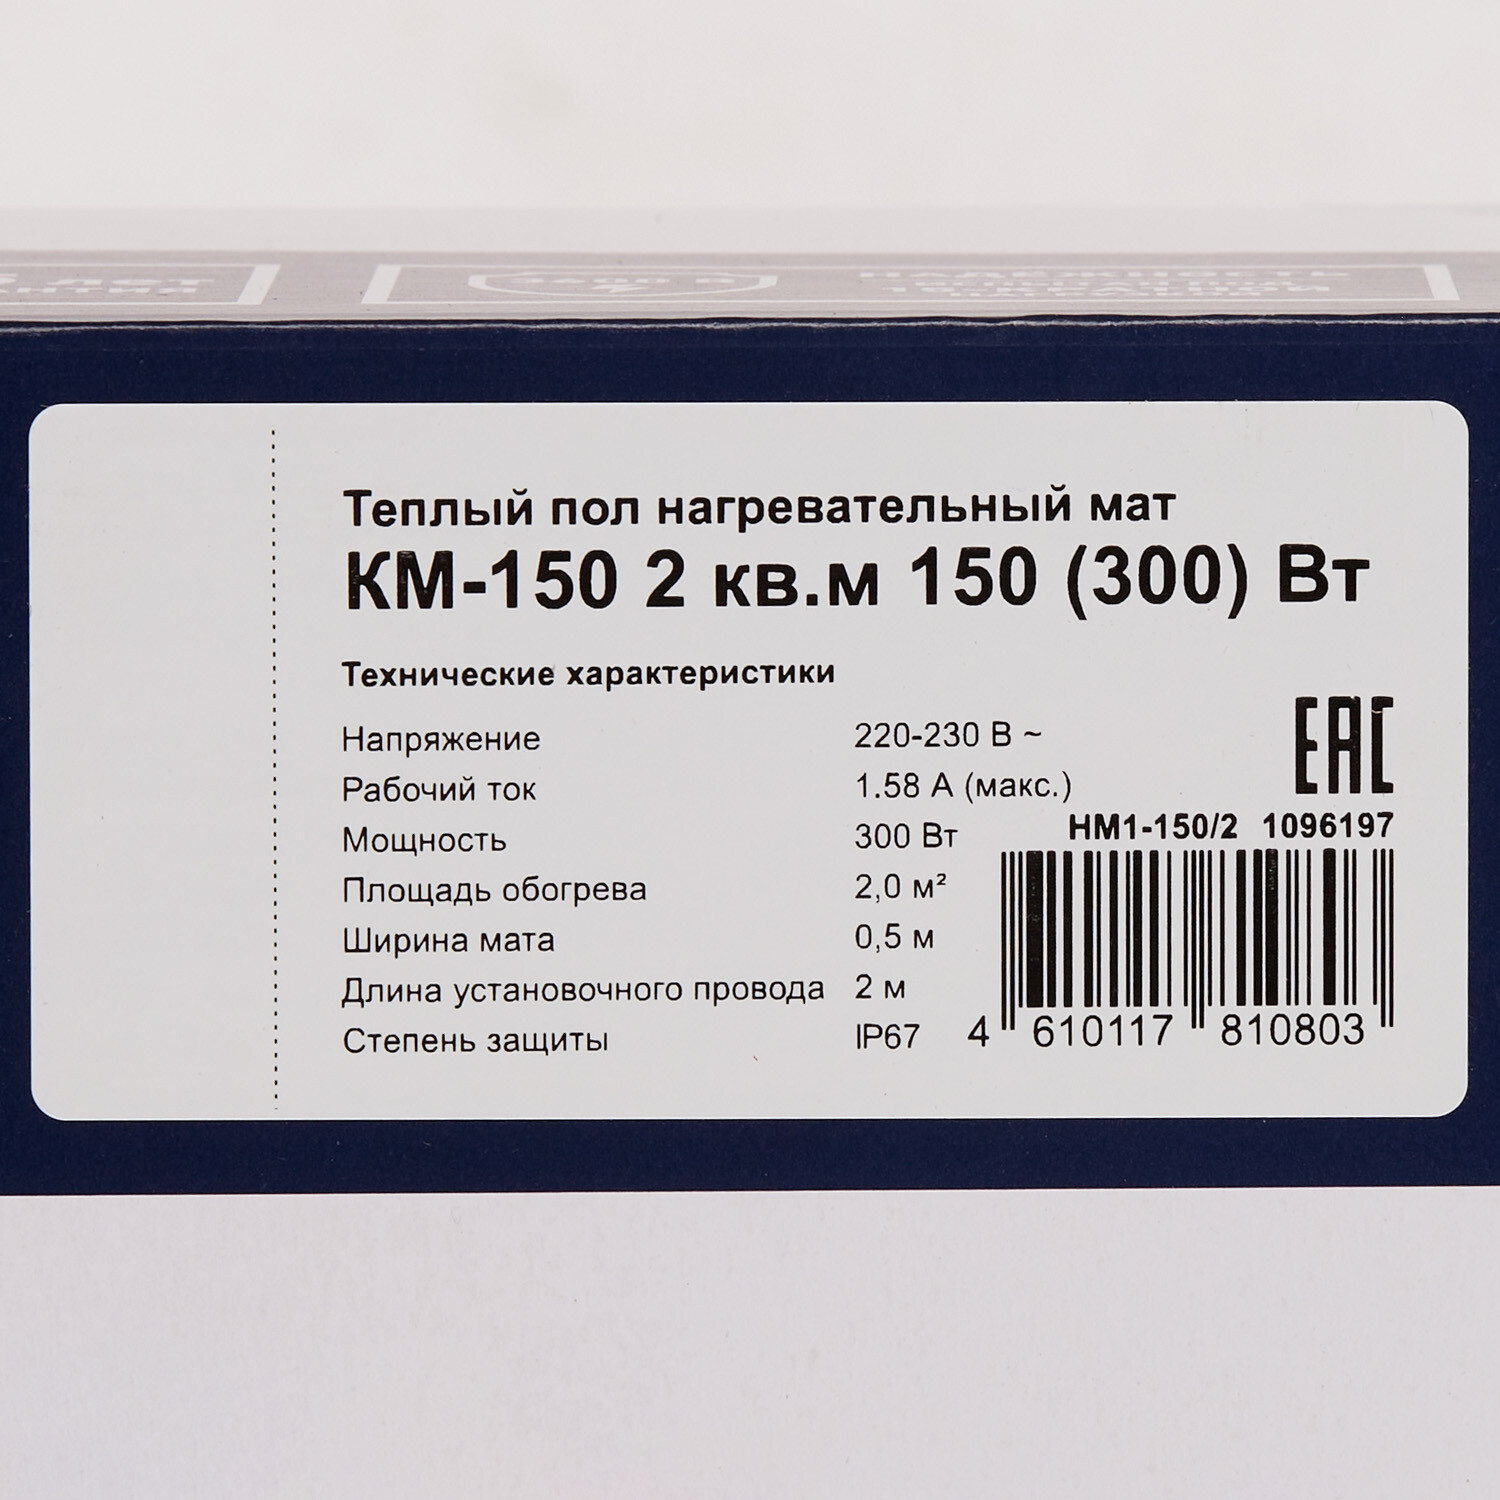 лет
НАДЁЖНОСТЬ
Теплый пол нагревательный мат
КМ-150 2 кв.м 150 (300) Вт
Технические характеристики
Напряжение 220-230 В ~
Рабочий ток 1.58 А (макс.)
Мощность 300 Вт
Площадь обогрева 2,0 м²
Ширина мата 0,5 м
Длина установочного провода 2 м
Степень защиты IP67
EAC
НМ1-150/2 1096197
4 610117 810803